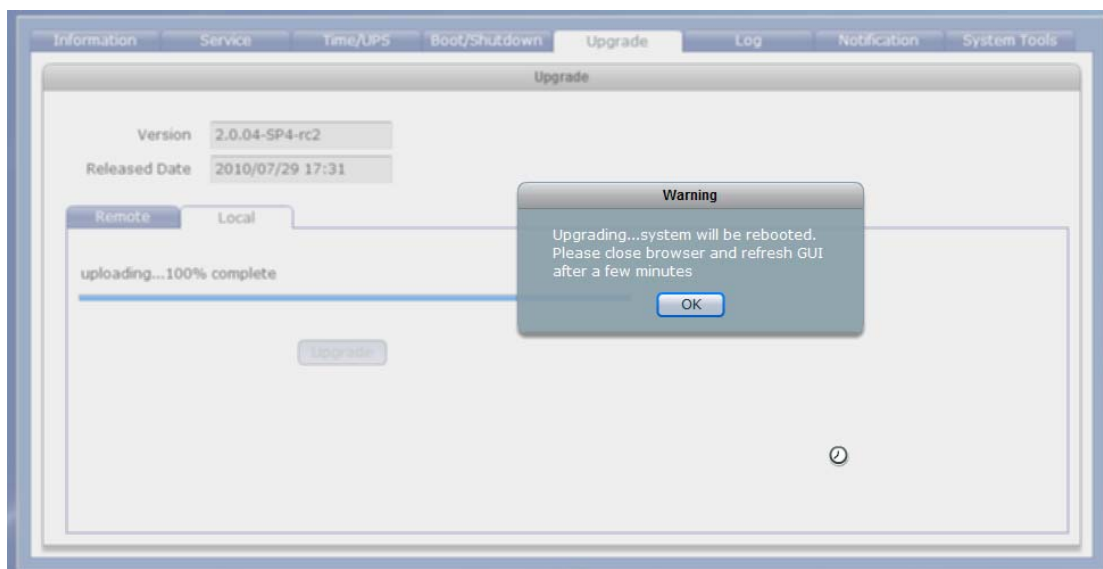 Information Service Time/UPS Boot/Shutdown Upgrade Log Notification System Tools
Upgrade
Version 2.0.04-SP4-rc2
Released Date 2010/07/29 17:31
Remote Local
uploading...100% complete
Upgrade
Warning
Upgrading...system will be rebooted.
Please close browser and refresh GUI
after a few minutes
OK